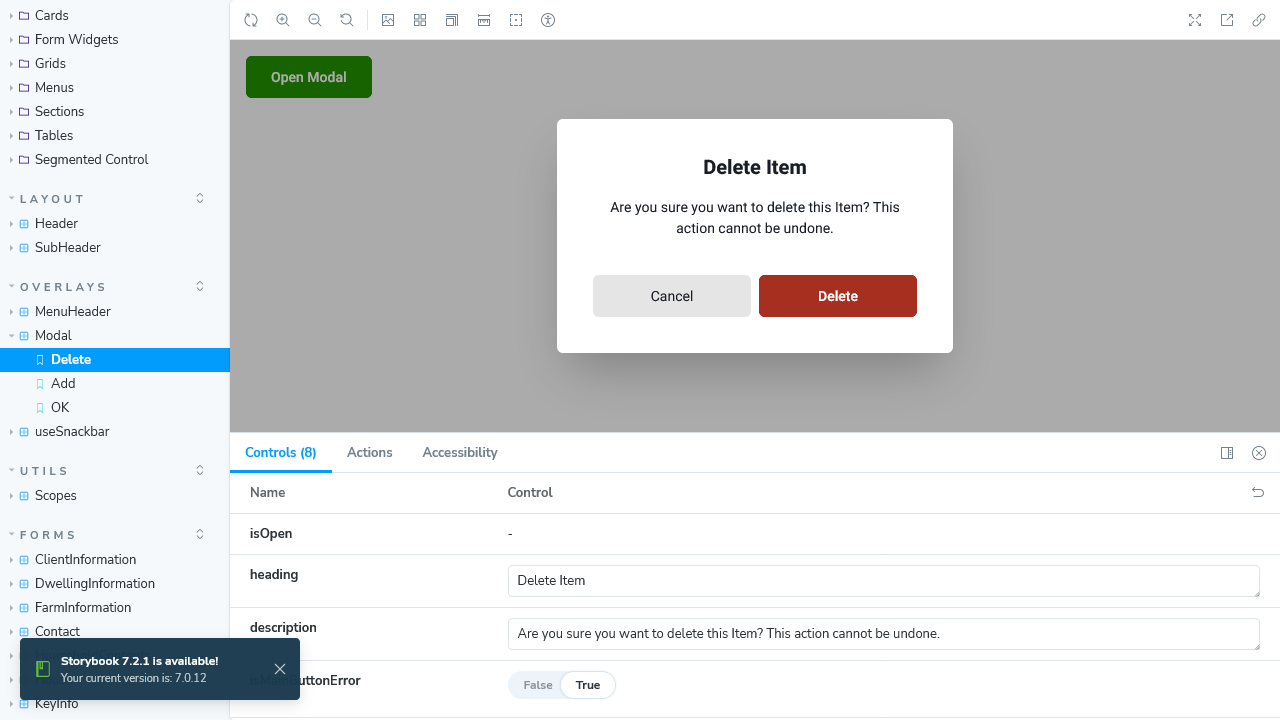 Cards
Form Widgets
Grids
Menus
Sections
Tables
Segmented Control
LAYOUT
Header
SubHeader
OVERLAYS
MenuHeader
Modal
Delete
Add
OK
useSnackbar
UTILS
Scopes
FORMS
ClientInformation
DwellingInformation
FarmInformation
Contact
KeyInfo
Storybook 7.2.1 is available!
Your current version is: 7.0.12
Open Modal
Delete Item
Are you sure you want to delete this Item? This
action cannot be undone.
Cancel
Delete
Controls (8)
Actions
Accessibility
Name
Control
isOpen
-
heading
Delete Item
description
Are you sure you want to delete this Item? This action cannot be undone.
isMainButtonError
False
True